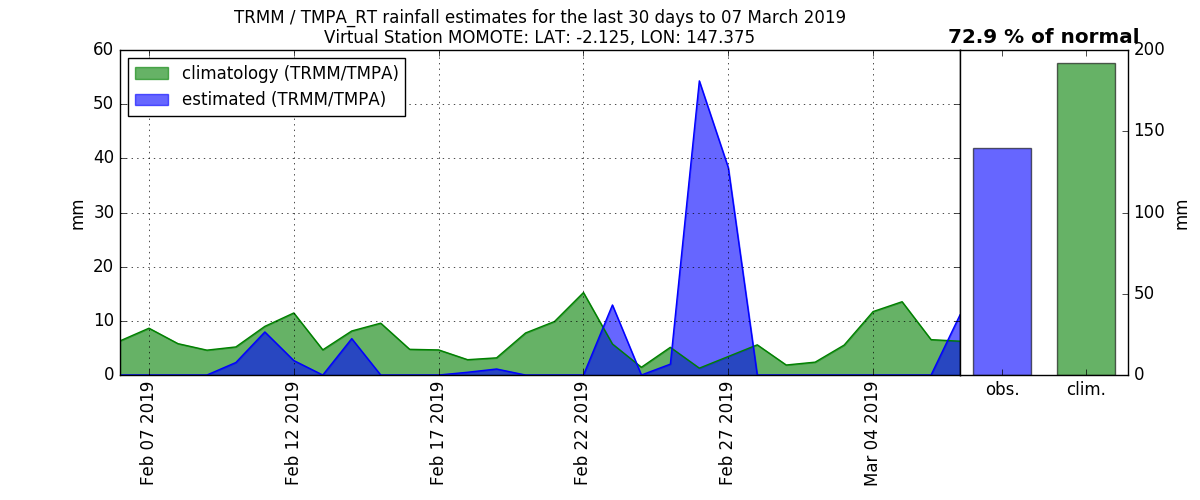 TRMM / TMPA_RT rainfall estimates for the last 30 days to 07 March 2019
Virtual Station MOMOTE: LAT: -2.125, LON: 147.375
72.9 % of normal
climatology (TRMM/TMPA)
estimated (TRMM/TMPA)
60
50
40
30
20
10
0
mm
Feb 07 2019
Feb 12 2019
Feb 17 2019
Feb 22 2019
Feb 27 2019
Mar 04 2019
obs.
clim.
200
150
100
50
0
mm